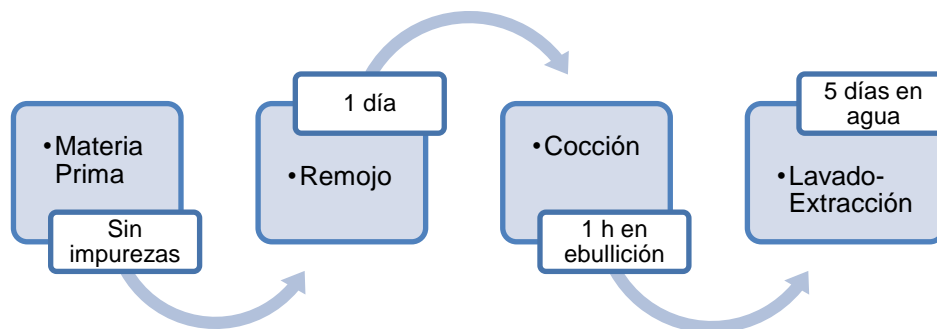 •Materia
Prima
Sin
impurezas
1 día
•Remojo
•Cocción
1 h en
ebullición
5 días en
agua
•Lavado-
Extracción